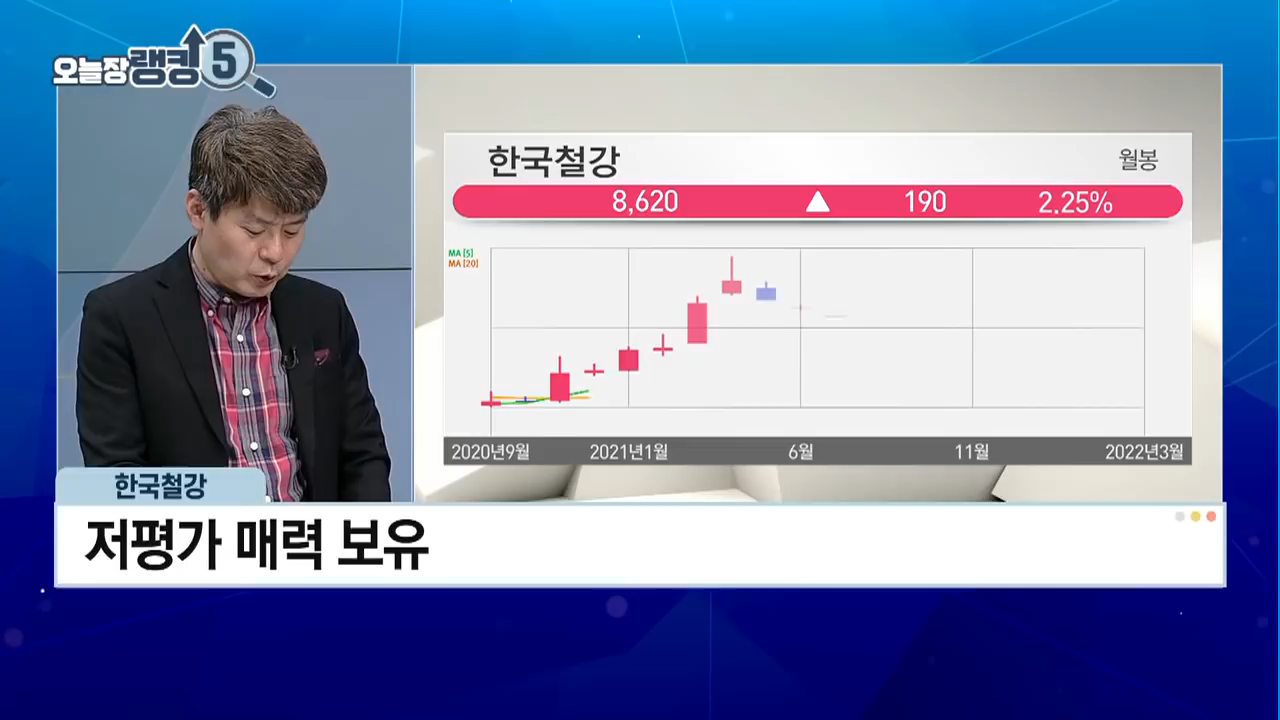 오늘장랭킹5
한국철강
월봉
8,620 ▲ 190 2.25%
MA [5]
MA [20]
2020년9월 2021년1월 6월 11월 2022년3월
한국철강
저평가 매력 보유